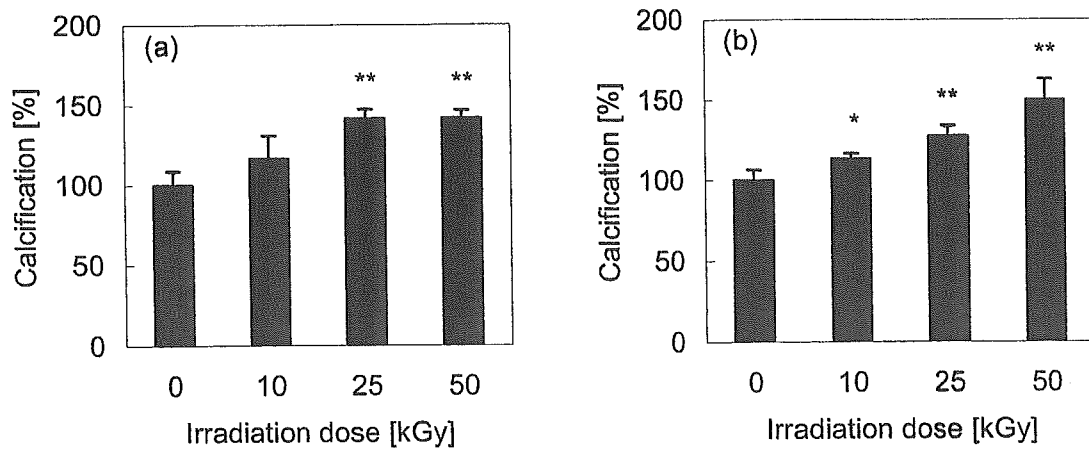 (a)
Calcification [%]
200
150
100
50
0
** **
0 10 25 50
Irradiation dose [kGy]
(b)
Calcification [%]
200
150
100
50
0
* ** **
0 10 25 50
Irradiation dose [kGy]